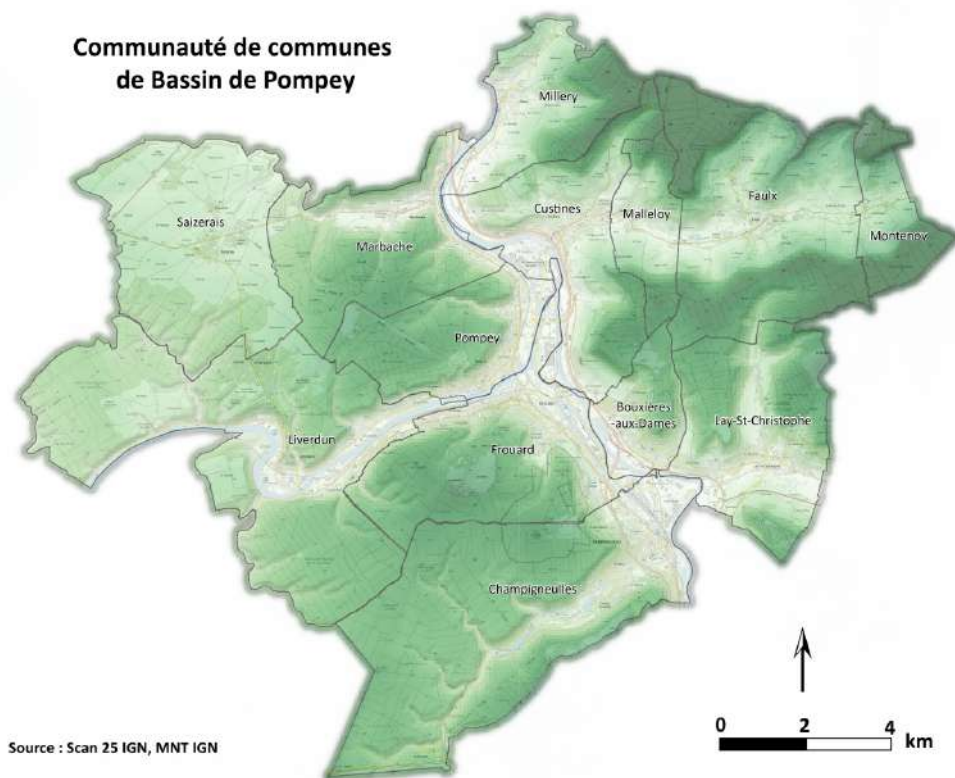 Communauté de communes
de Bassin de Pompey
Millery
Saizerais
Custines
Malleloy
Faulx
Montenoy
Marbache
Pompey
Liverdun
Frouard
Bouxières
-aux-Dames
Lay-St-Christophe
Champigneulles
0 2 4
km
Source : Scan 25 IGN, MNT IGN